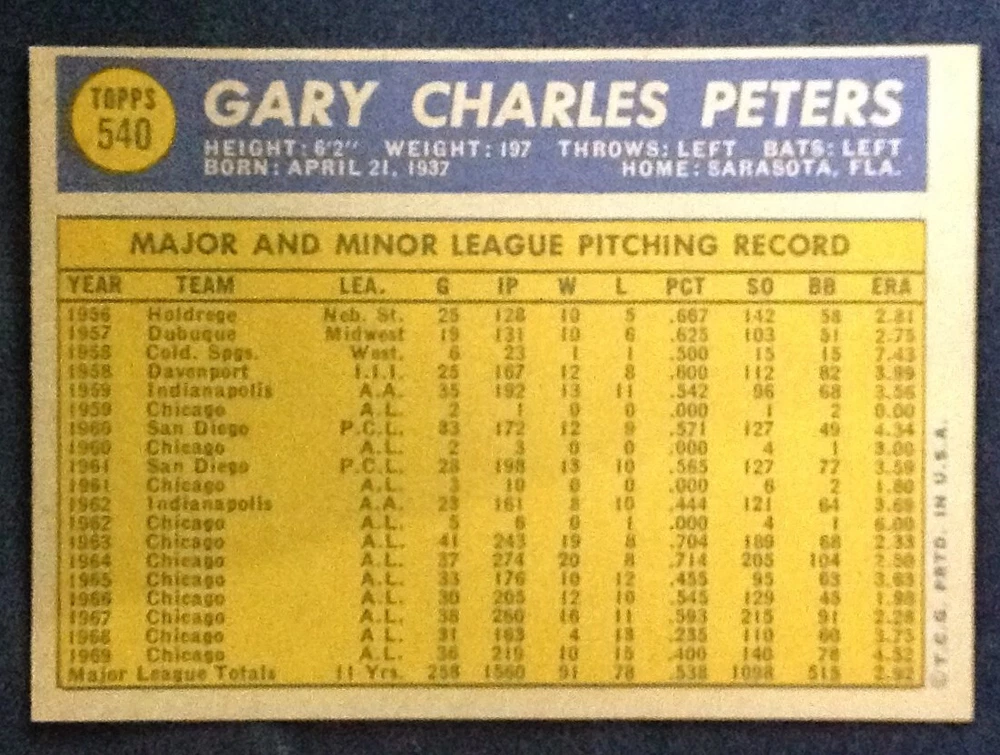 TOPPS
540
GARY CHARLES PETERS
HEIGHT: 6'2" WEIGHT: 197 THROWS: LEFT BATS: LEFT
BORN: APRIL 21, 1937 HOME: SARASOTA, FLA.
MAJOR AND MINOR LEAGUE PITCHING RECORD
YEAR TEAM LEA. G IP W L PCT SO BB ERA
1956 Holdrege Neb. St. 25 128 10 5 .667 142 58 2.81
1957 Dubuque Midwest 19 131 10 6 .625 103 51 2.75
1958 Cold. Spgs. West. 6 23 1 1 .500 15 15 7.43
1958 Davenport I.I.I. 25 167 12 8 .600 112 82 3.99
1959 Indianapolis A.A. 35 192 13 11 .542 96 68 3.56
1959 Chicago A.L. 2 1 0 0 .000 1 2 0.00
1960 San Diego P.C.L. 33 172 12 9 .571 127 49 4.34
1960 Chicago A.L. 2 3 0 0 .000 4 1 3.00
1961 San Diego P.C.L. 28 198 13 10 .565 127 77 3.59
1961 Chicago A.L. 3 10 0 0 .000 6 2 1.80
1962 Indianapolis A.A. 23 161 8 10 .444 121 64 3.69
1962 Chicago A.L. 5 6 0 1 .000 4 1 6.00
1963 Chicago A.L. 41 243 19 8 .704 189 68 2.33
1964 Chicago A.L. 37 274 20 8 .714 205 104 2.50
1965 Chicago A.L. 33 176 10 12 .455 95 63 3.63
1966 Chicago A.L. 30 205 12 10 .545 129 45 1.98
1967 Chicago A.L. 38 260 16 11 .593 215 91 2.28
1968 Chicago A.L. 31 163 4 13 .235 110 60 3.75
1969 Chicago A.L. 36 219 10 15 .400 140 78 4.52
Major League Totals 11 Yrs. 258 1560 91 78 .538 1098 515 2.92
© T.C.G. PRTD. IN U.S.A.